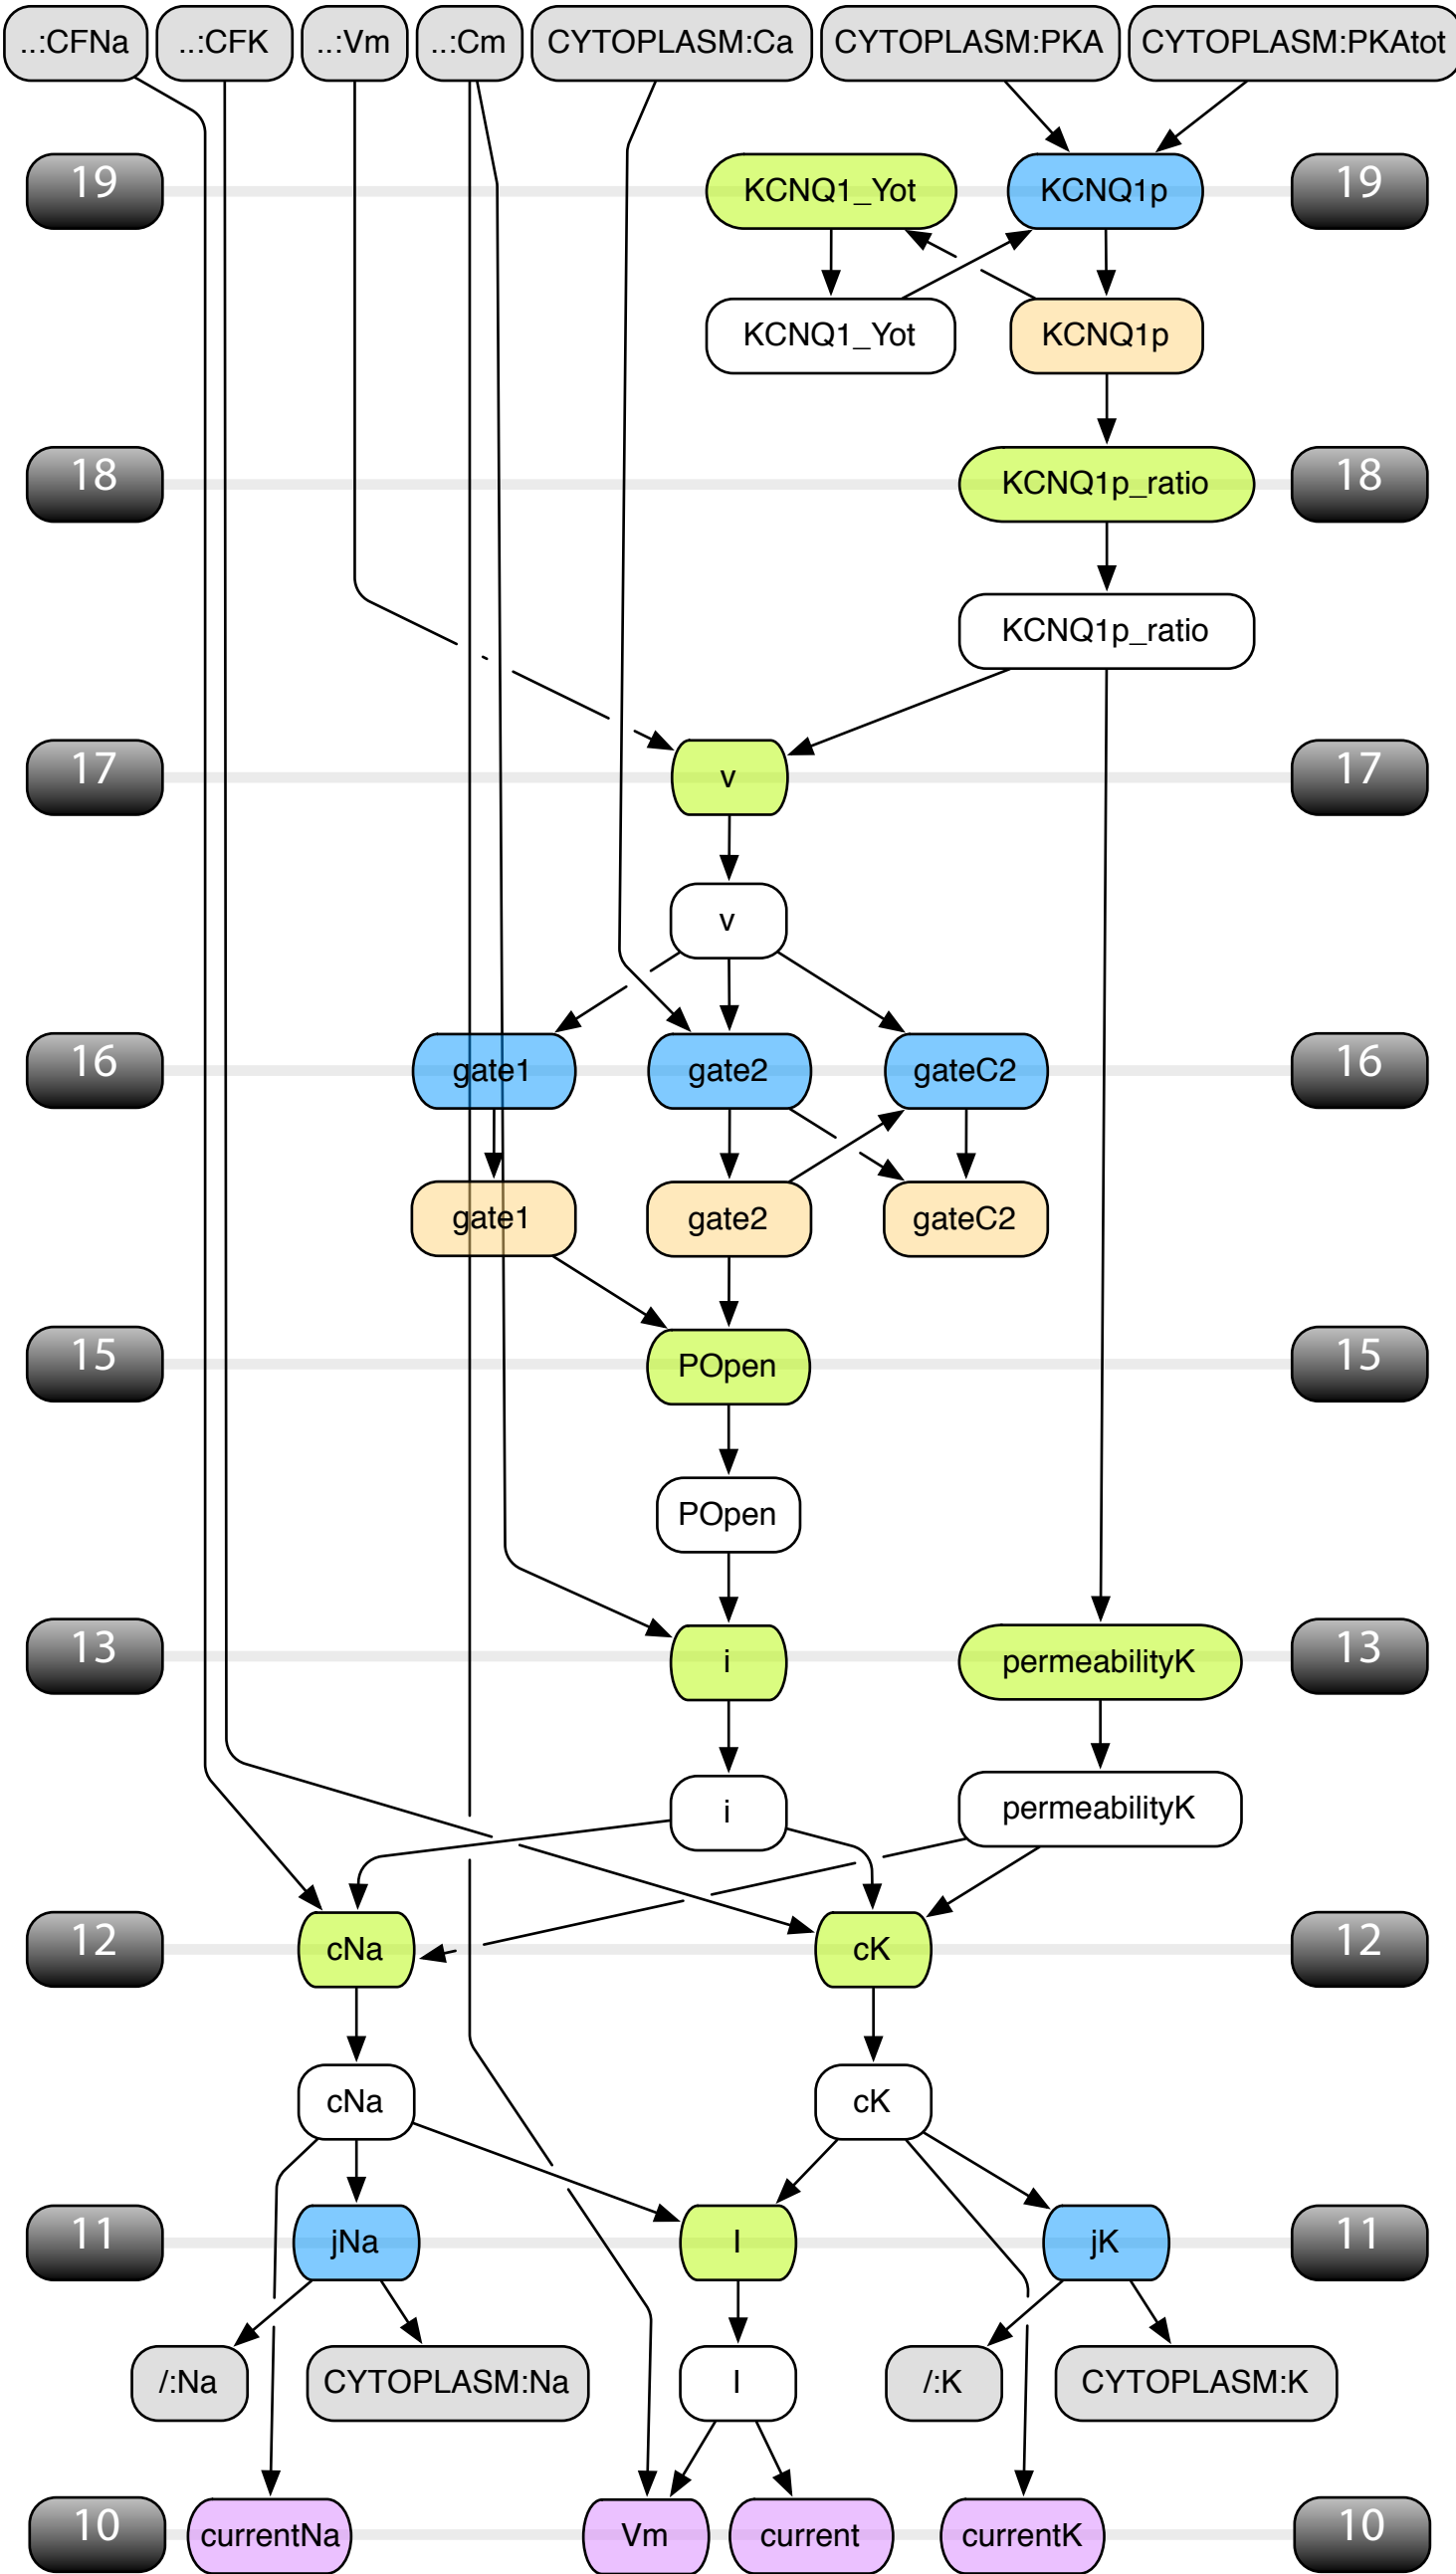 ..:CFNa ..:CFK ..:Vm ..:Cm CYTOPLASM:Ca CYTOPLASM:PKA CYTOPLASM:PKAtot
19 KCNQ1_Yot KCNQ1p 19
KCNQ1_Yot KCNQ1p
18 KCNQ1p_ratio 18
KCNQ1p_ratio
17 v 17
v
16 gate1 gate2 gateC2 16
gate1 gate2 gateC2
15 POpen 15
POpen
13 i permeabilityK 13
i permeabilityK
12 cNa cK 12
cNa cK
11 jNa I jK 11
/:Na CYTOPLASM:Na I /:K CYTOPLASM:K
10 currentNa Vm current currentK 10